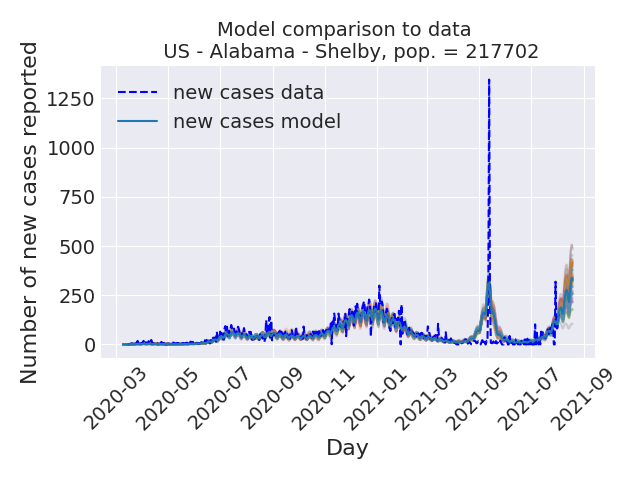 Model comparison to data
US - Alabama - Shelby, pop. = 217702
Number of new cases reported
1250
1000
750
500
250
0
new cases data
new cases model
2020-03
2020-05
2020-07
2020-09
2020-11
2021-01
2021-03
2021-05
2021-07
2021-09
Day